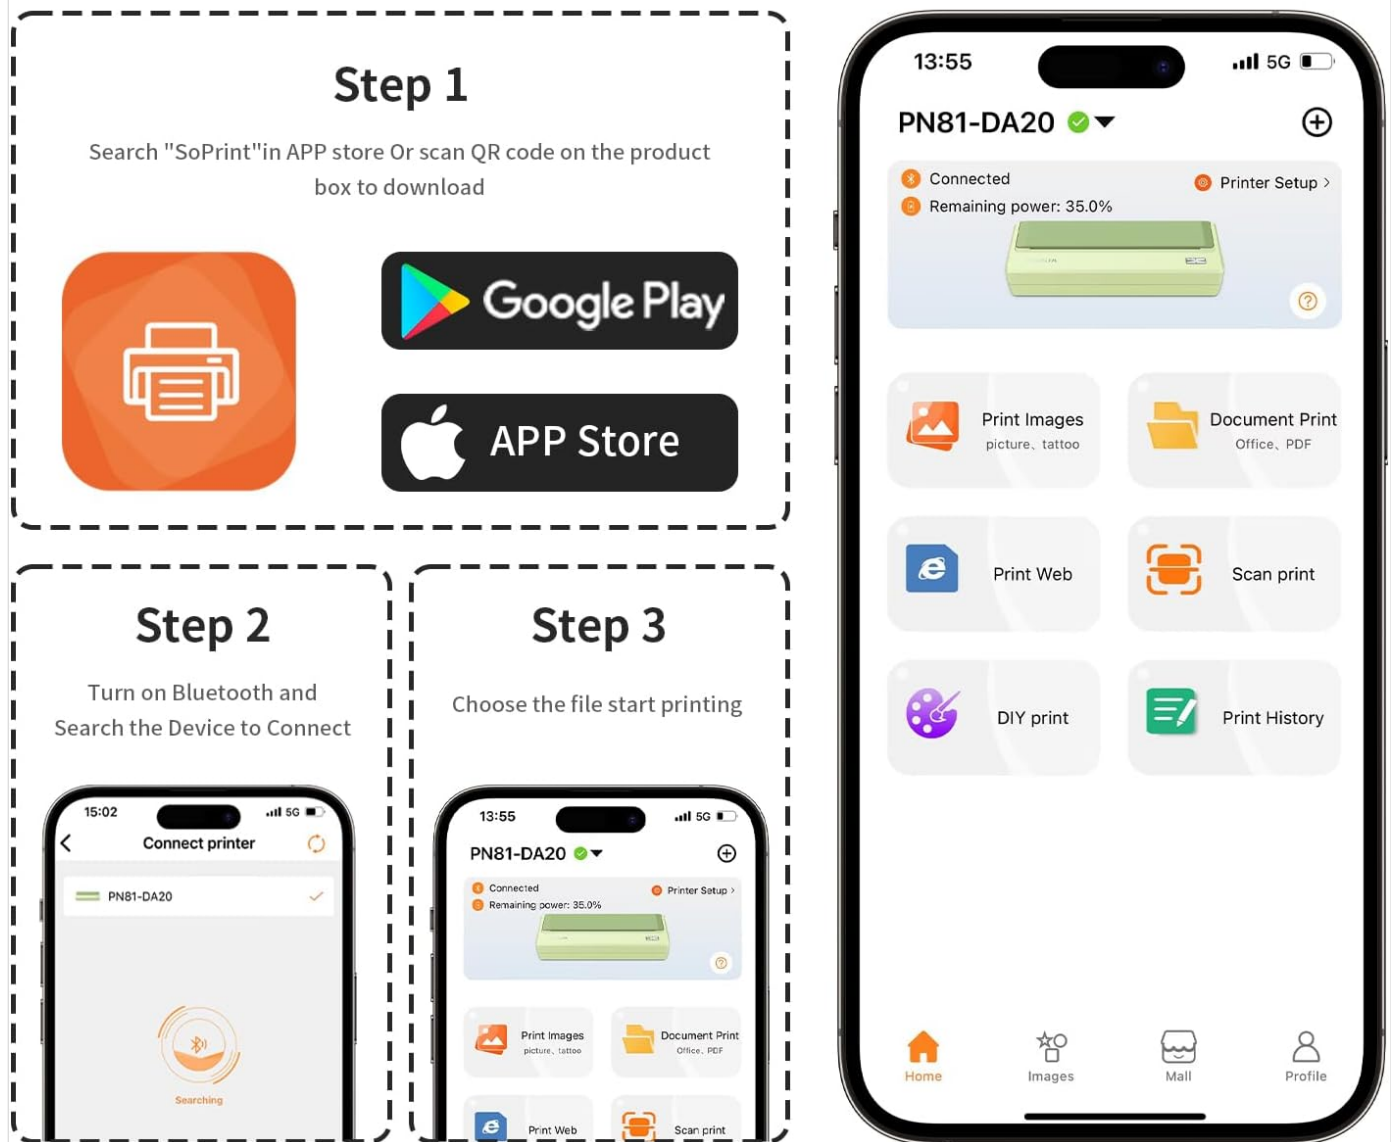 Step 1
Search "SoPrint"in APP store Or scan QR code on the product
box to download
Google Play
APP Store
Step 2
Turn on Bluetooth and
Search the Device to Connect
15:02
5G
Connect printer
PN81-DA20
Searching
Step 3
Choose the file start printing
13:55
5G
PN81-DA20
Connected
Printer Setup >
Remaining power: 35.0%
Print Images
picture、tattoo
Document Print
Office、PDF
Print Web
Scan print
13:55
5G
PN81-DA20
Connected
Printer Setup >
Remaining power: 35.0%
Print Images
picture、tattoo
Document Print
Office、PDF
Print Web
Scan print
DIY print
Print History
Home
Images
Mall
Profile